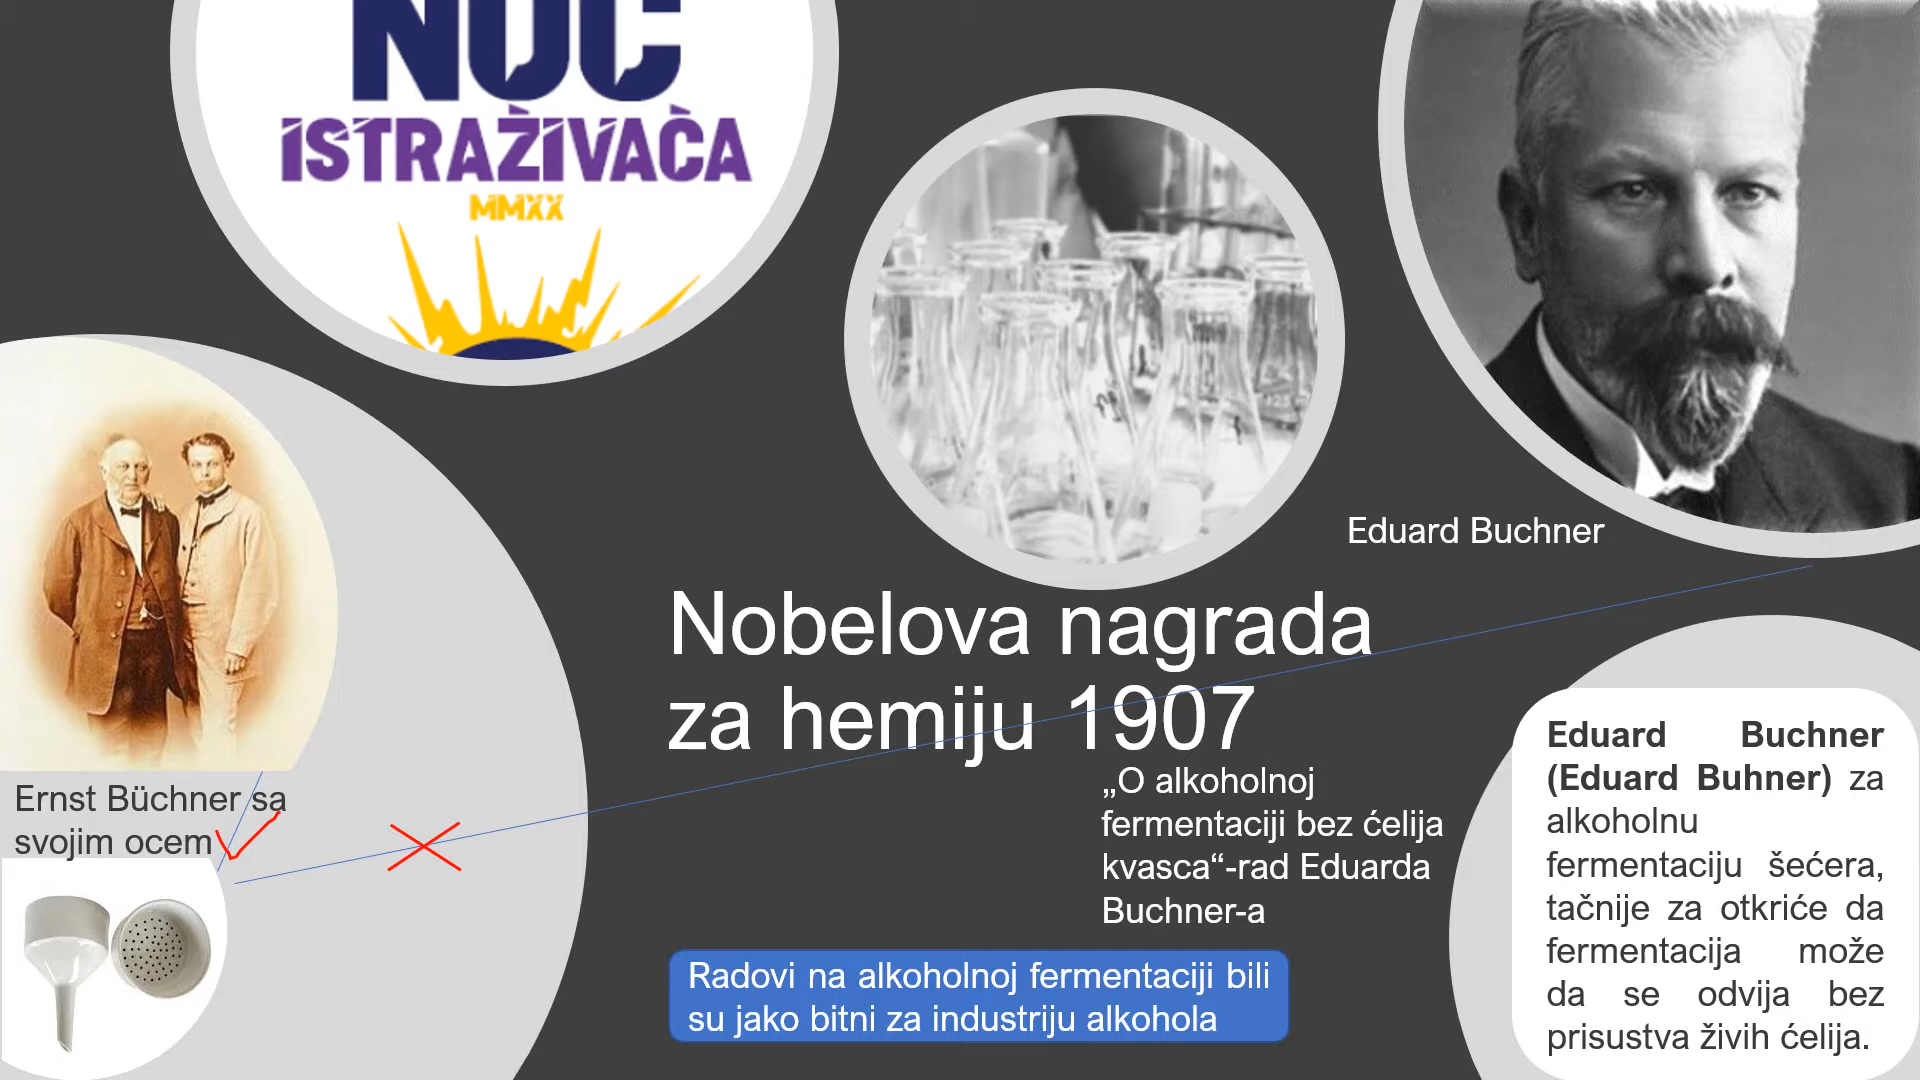 NOĆ
ISTRAŽIVAČA
MMXX
Eduard Buchner
Nobelova nagrada
za hemiju 1907
„O alkoholnoj
fermentaciji bez ćelija
kvasca“-rad Eduarda
Buchner-a
Radovi na alkoholnoj fermentaciji bili
su jako bitni za industriju alkohola
Ernst Büchner sa
svojim ocem
Eduard Buchner
(Eduard Buhner) za
alkoholnu
fermentaciju šećera,
tačnije za otkriće da
fermentacija može
da se odvija bez
prisustva živih ćelija.